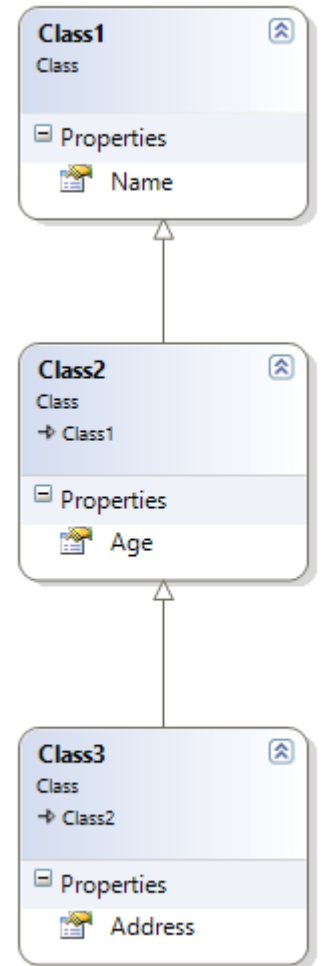 Class1
Class
Properties
Name
Class2
Class
Class1
Properties
Age
Class3
Class
Class2
Properties
Address